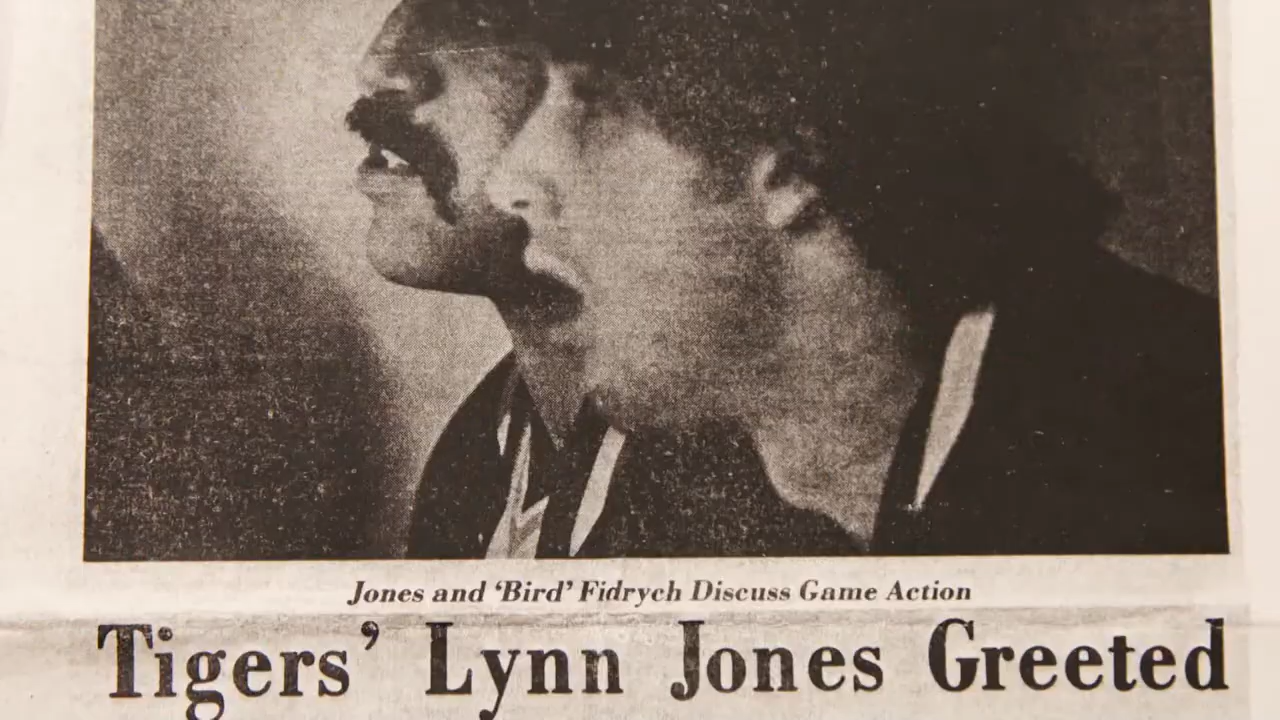 Jones and ‘Bird’ Fidrych Discuss Game Action
Tigers’ Lynn Jones Greeted